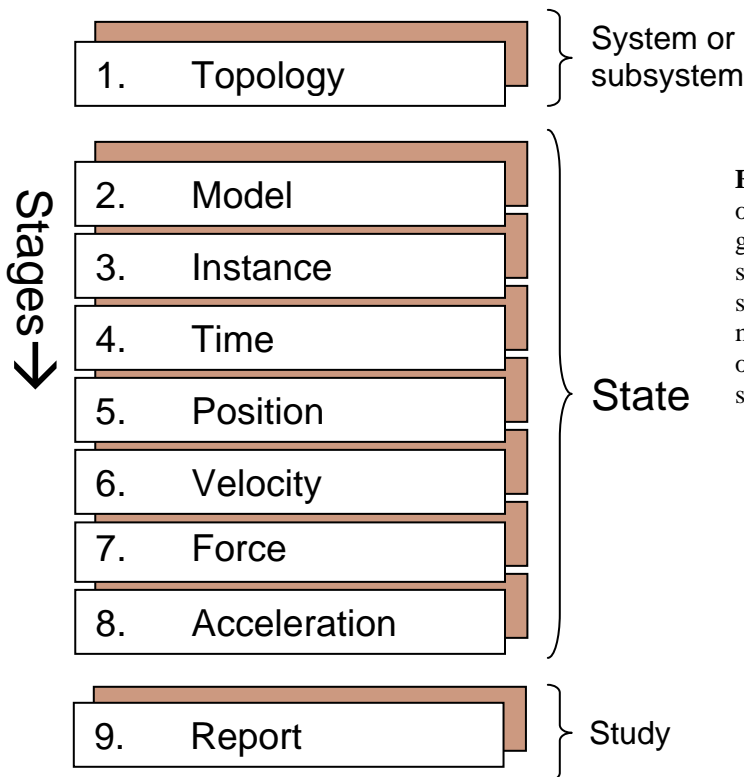 1. Topology
System or
subsystem
Stages→
2. Model
3. Instance
4. Time
5. Position
6. Velocity
7. Force
8. Acceleration
State
9. Report
Study